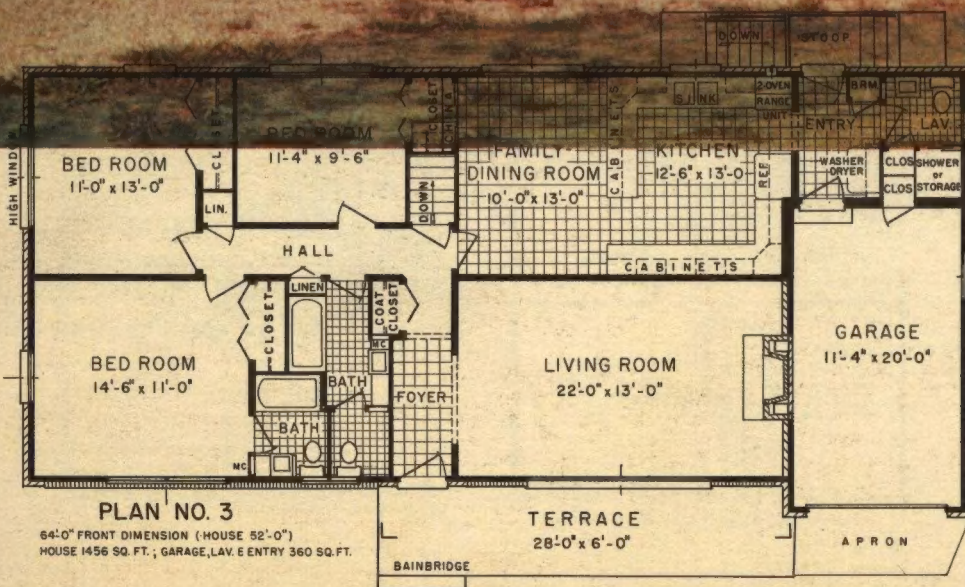 DOWN
STOOP
CLOSET
BED ROOM
11'-0" x 13'-0"
HIGH WINDOW
LIN.
BED ROOM
11'-4" x 9'-6"
CLOSET
CHINA
DOWN
FAMILY-
DINING ROOM
10'-0" x 13'-0"
CABINETS
SINK
2-OVEN
RANGE
UNIT
KITCHEN
12'-6" x 13'-0
REF.
CABINETS
ENTRY
BRM
LAV.
WASHER
DRYER
CLOS
CLOS
SHOWER
or
STORAGE
HALL
LINEN
CLOSET
COAT
CLOSET
MC
BED ROOM
14'-6" x 11'-0"
BATH
BATH
MC
FOYER
LIVING ROOM
22'-0" x 13'-0"
GARAGE
11'-4" x 20'-0"
PLAN NO. 3
64'-0" FRONT DIMENSION (HOUSE 52'-0")
HOUSE 1456 SQ. FT. ; GARAGE, LAV. & ENTRY 360 SQ. FT.
TERRACE
28'-0" x 6'-0"
APRON
BAINBRIDGE